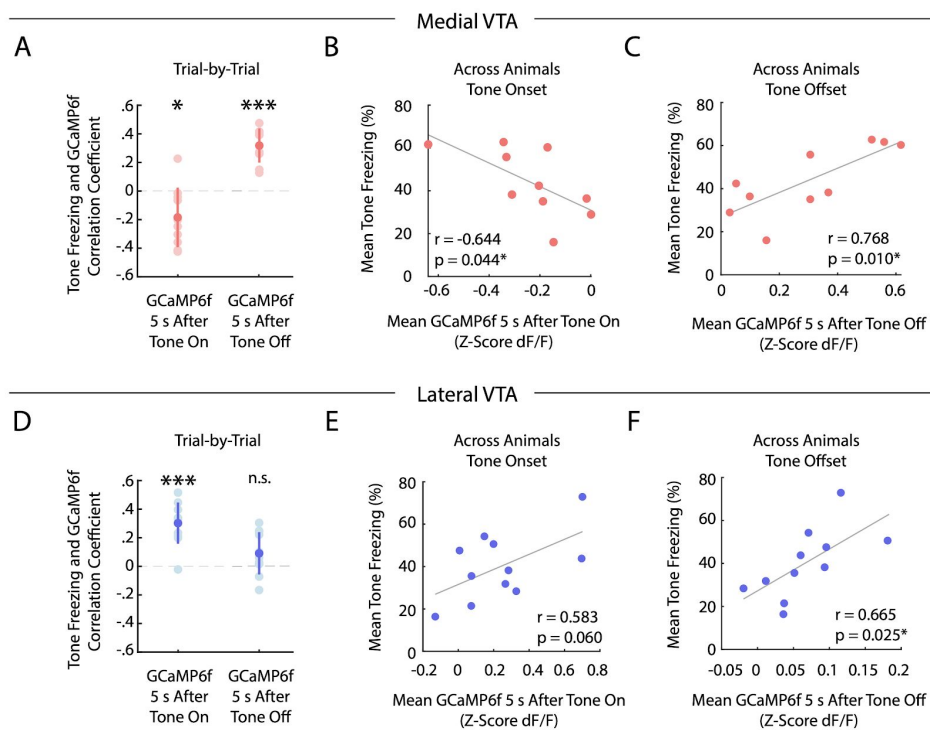 Medial VTA
A
Trial-by-Trial
Tone Freezing and GCaMP6f
Correlation Coefficient
.6
.4
.2
0
-.2
-.4
-.6
*
***
GCaMP6f
5 s After
Tone On
GCaMP6f
5 s After
Tone Off
B
Across Animals
Tone Onset
Mean Tone Freezing (%)
80
60
40
20
0
r = -0.644
p = 0.044*
-0.6
-0.4
-0.2
0
Mean GCaMP6f 5 s After Tone On
(Z-Score dF/F)
C
Across Animals
Tone Offset
Mean Tone Freezing (%)
80
60
40
20
0
r = 0.768
p = 0.010*
0
0.2
0.4
0.6
Mean GCaMP6f 5 s After Tone Off
(Z-Score dF/F)
Lateral VTA
D
Trial-by-Trial
Tone Freezing and GCaMP6f
Correlation Coefficient
.6
.4
.2
0
-.2
-.4
-.6
***
n.s.
GCaMP6f
5 s After
Tone On
GCaMP6f
5 s After
Tone Off
E
Across Animals
Tone Onset
Mean Tone Freezing (%)
80
60
40
20
0
r = 0.583
p = 0.060
-0.2
0
0.2
0.4
0.6
0.8
Mean GCaMP6f 5 s After Tone On
(Z-Score dF/F)
F
Across Animals
Tone Offset
Mean Tone Freezing (%)
80
60
40
20
0
r = 0.665
p = 0.025*
-0.05
0
0.05
0.1
0.15
0.2
Mean GCaMP6f 5 s After Tone Off
(Z-Score dF/F)